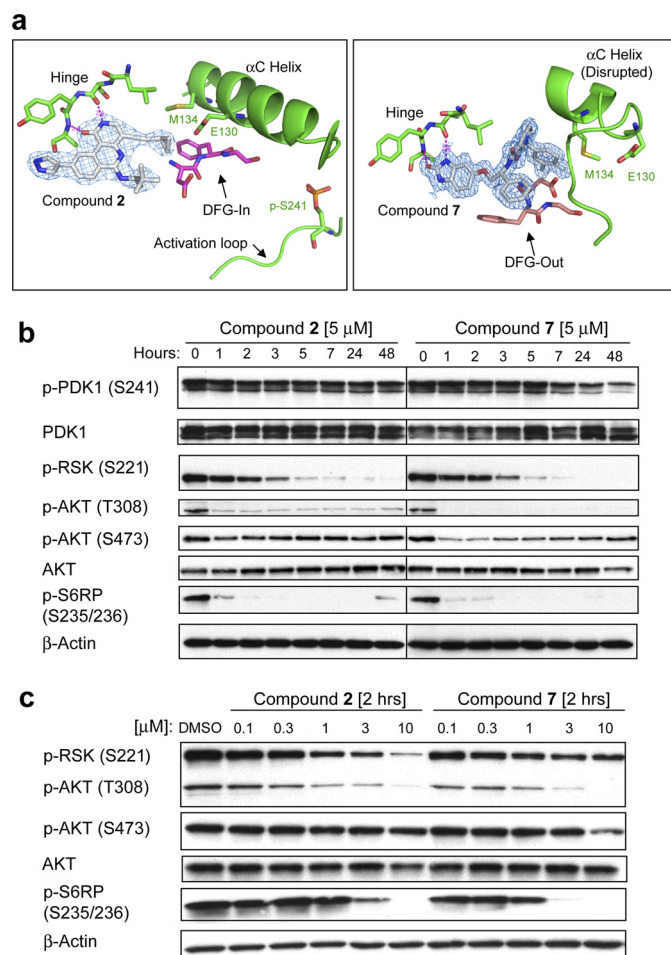 a
Hinge
αC Helix
M134
E130
DFG-In
p-S241
Compound 2
Activation loop
αC Helix
(Disrupted)
Hinge
M134
E130
Compound 7
DFG-Out
b
Compound 2 [5 μM] Compound 7 [5 μM]
Hours: 0 1 2 3 5 7 24 48 0 1 2 3 5 7 24 48
p-PDK1 (S241)
PDK1
p-RSK (S221)
p-AKT (T308)
p-AKT (S473)
AKT
p-S6RP
(S235/236)
β-Actin
c
Compound 2 [2 hrs] Compound 7 [2 hrs]
[μM]: DMSO 0.1 0.3 1 3 10 0.1 0.3 1 3 10
p-RSK (S221)
p-AKT (T308)
p-AKT (S473)
AKT
p-S6RP
(S235/236)
β-Actin